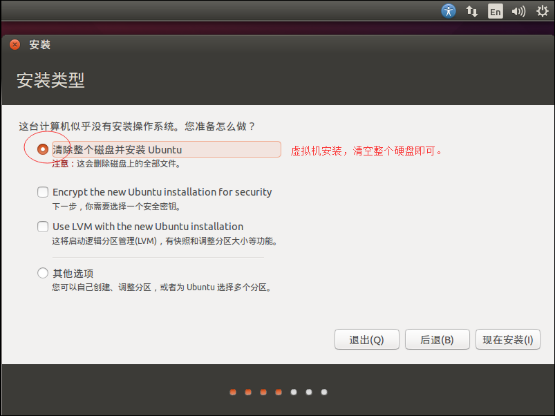 En
安装
安装类型
这台计算机似乎没有安装操作系统。您准备怎么做？
清除整个磁盘并安装 Ubuntu
虚拟机安装，清空整个硬盘即可。
注意：这会删除磁盘上的全部文件。
Encrypt the new Ubuntu installation for security
下一步，你需要选择一个安全密钥。
Use LVM with the new Ubuntu installation
这将启动逻辑分区管理(LVM)，有快照和调整分区大小等功能。
其他选项
您可以自己创建、调整分区，或者为 Ubuntu 选择多个分区。
退出(Q) 后退(B) 现在安装(I)